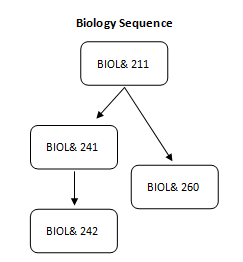 Biology Sequence
BIOL& 211
BIOL& 241
BIOL& 260
BIOL& 242